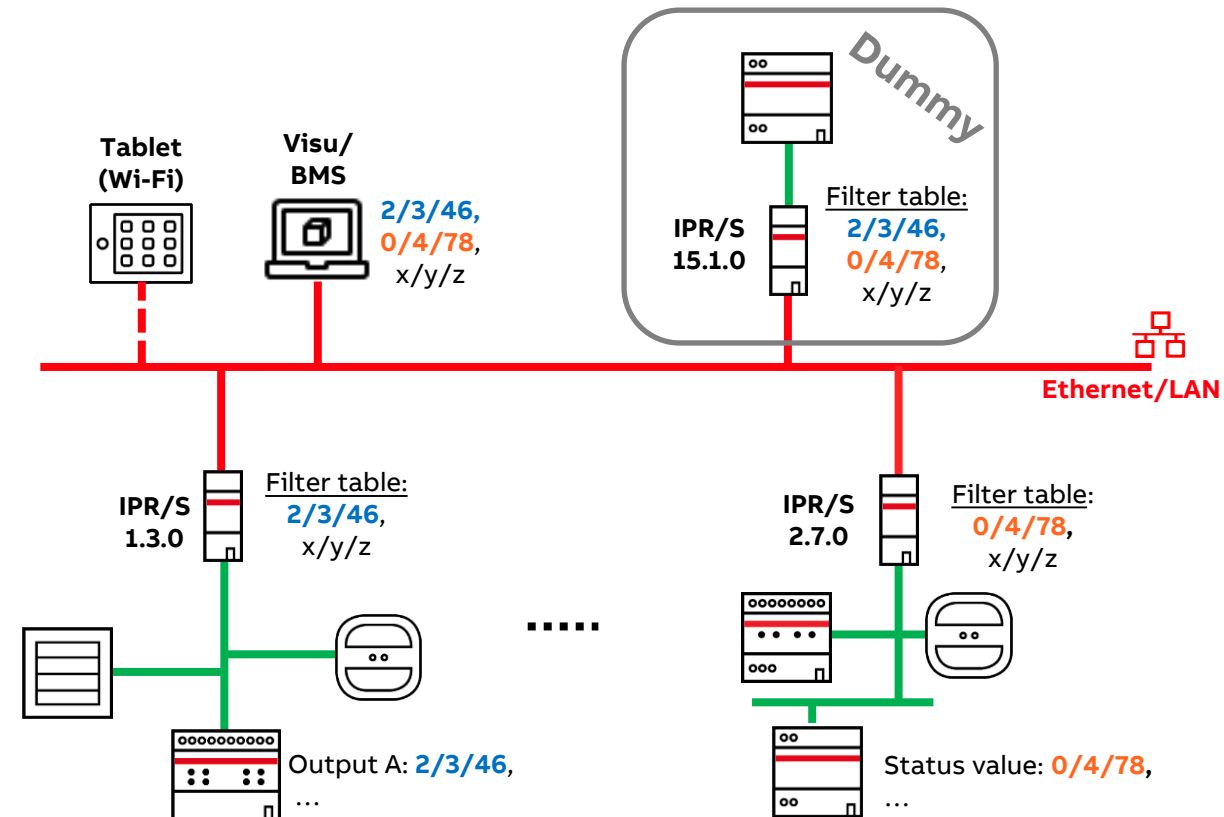 Dummy
Tablet
(Wi-Fi)
Visu/
BMS
2/3/46,
0/4/78,
x/y/z
IPR/S
15.1.0
Filter table:
2/3/46,
0/4/78,
x/y/z
Ethernet/LAN
IPR/S
1.3.0
Filter table:
2/3/46,
x/y/z
IPR/S
2.7.0
Filter table:
0/4/78,
x/y/z
.....
Output A: 2/3/46,
...
Status value: 0/4/78,
...